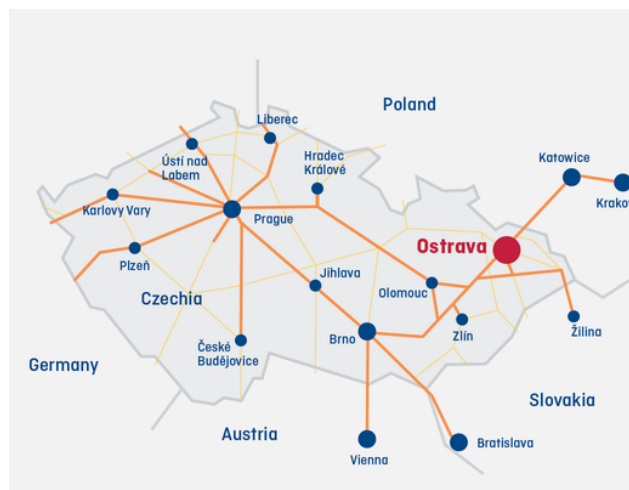 Poland
Liberec
Ústí nad
Labem
Hradec
Králové
Katowice
Krako
Karlovy Vary
Prague
Ostrava
Plzeň
Jihlava
Olomouc
Czechia
Brno
Zlín
Žilina
České
Budějovice
Germany
Slovakia
Austria
Bratislava
Vienna